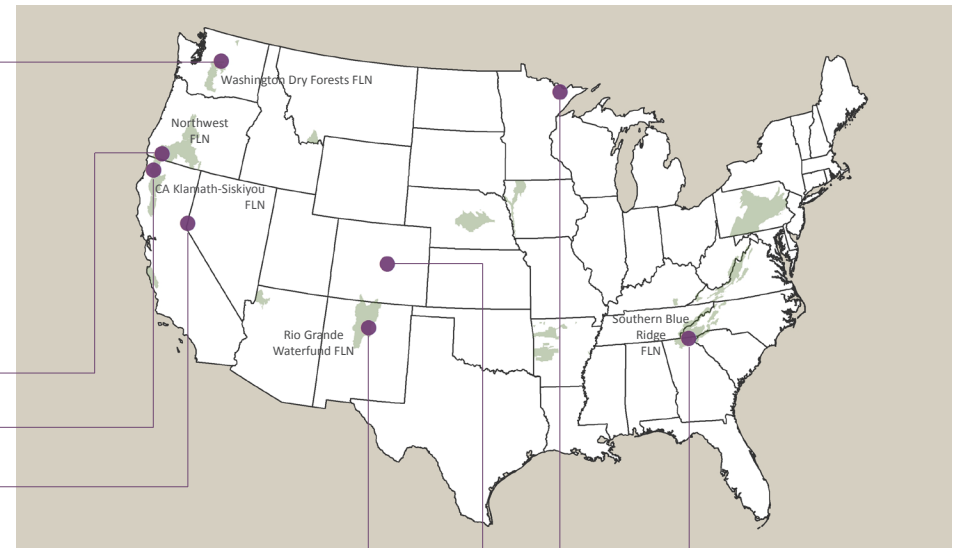 Washington Dry Forests FLN
Northwest
FLN
CA Klamath-Siskiyou
FLN
Rio Grande
Waterfund FLN
Southern Blue
Ridge
FLN